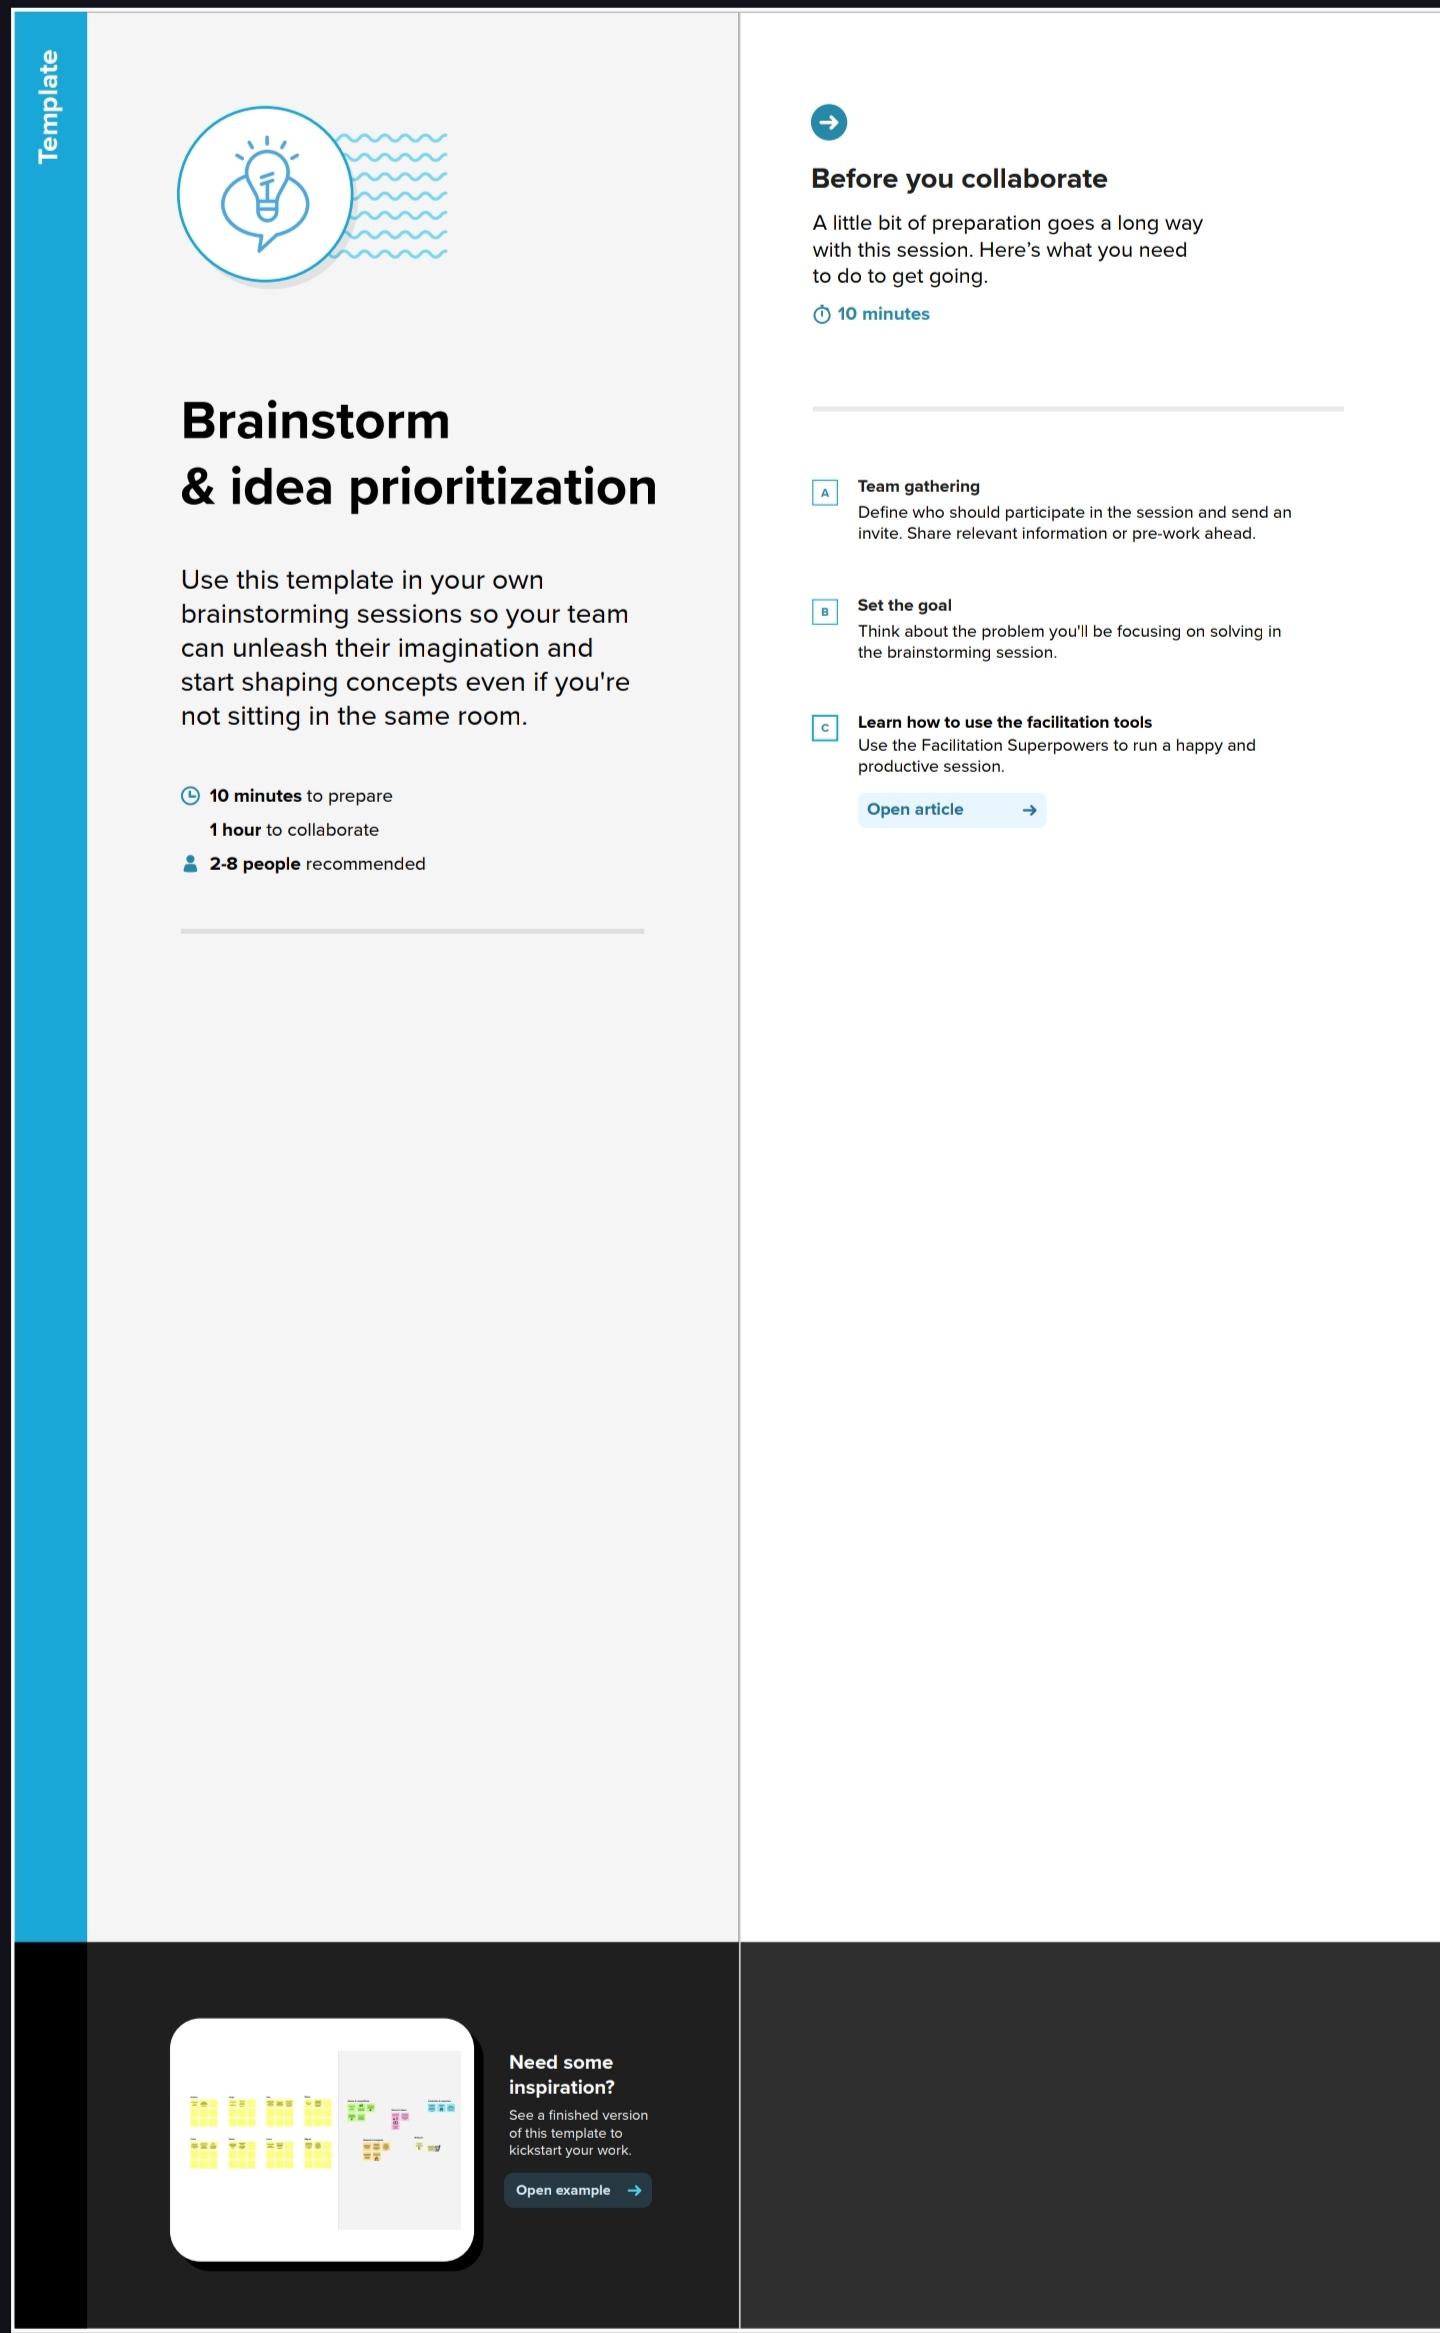 Template
Brainstorm
& idea prioritization
Use this template in your own
brainstorming sessions so your team
can unleash their imagination and
start shaping concepts even if you're
not sitting in the same room.
10 minutes to prepare
1 hour to collaborate
2-8 people recommended
Before you collaborate
A little bit of preparation goes a long way
with this session. Here’s what you need
to do to get going.
10 minutes
A
Team gathering
Define who should participate in the session and send an
invite. Share relevant information or pre-work ahead.
B
Set the goal
Think about the problem you'll be focusing on solving in
the brainstorming session.
C
Learn how to use the facilitation tools
Use the Facilitation Superpowers to run a happy and
productive session.
Open article
Need some
inspiration?
See a finished version
of this template to
kickstart your work.
Open example